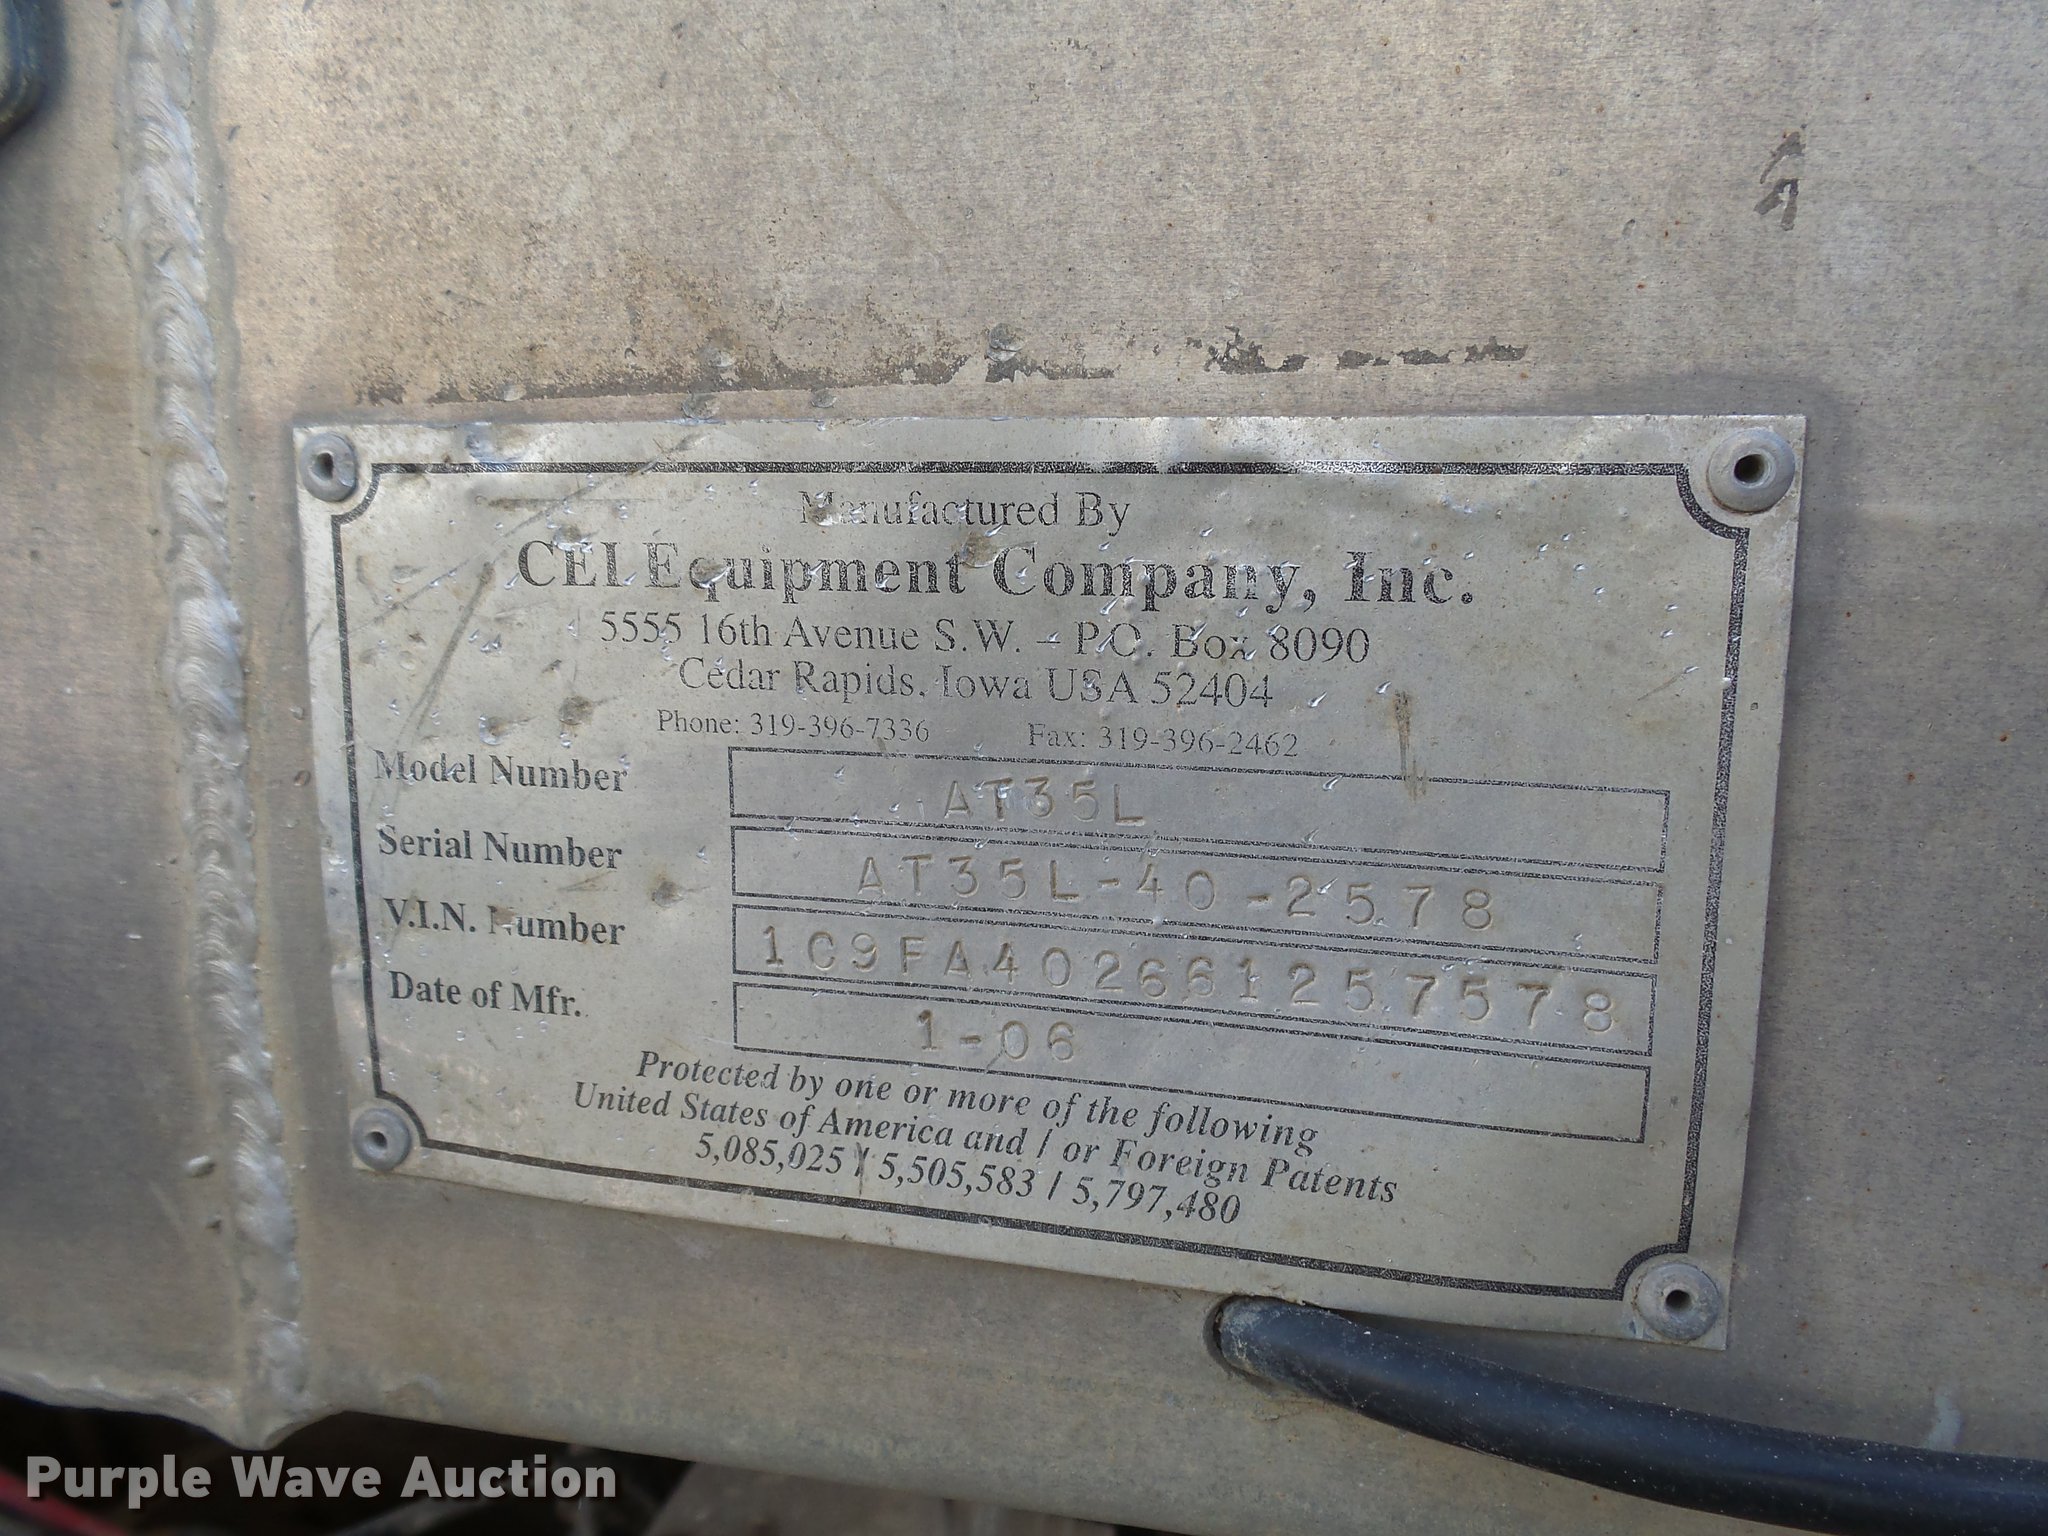 Manufactured By
CEI Equipment Company, Inc.
5555 16th Avenue S.W. – P.O. Box 8090
Cedar Rapids, Iowa USA 52404
Phone: 319-396-7336 Fax: 319-396-2462
Model Number AT35L
Serial Number AT35L-40-2578
V.I.N. Number 1C9FA402661257578
Date of Mfr. 1-06
Protected by one or more of the following
United States of America and / or Foreign Patents
5,085,025 / 5,505,583 / 5,797,480
Purple Wave Auction